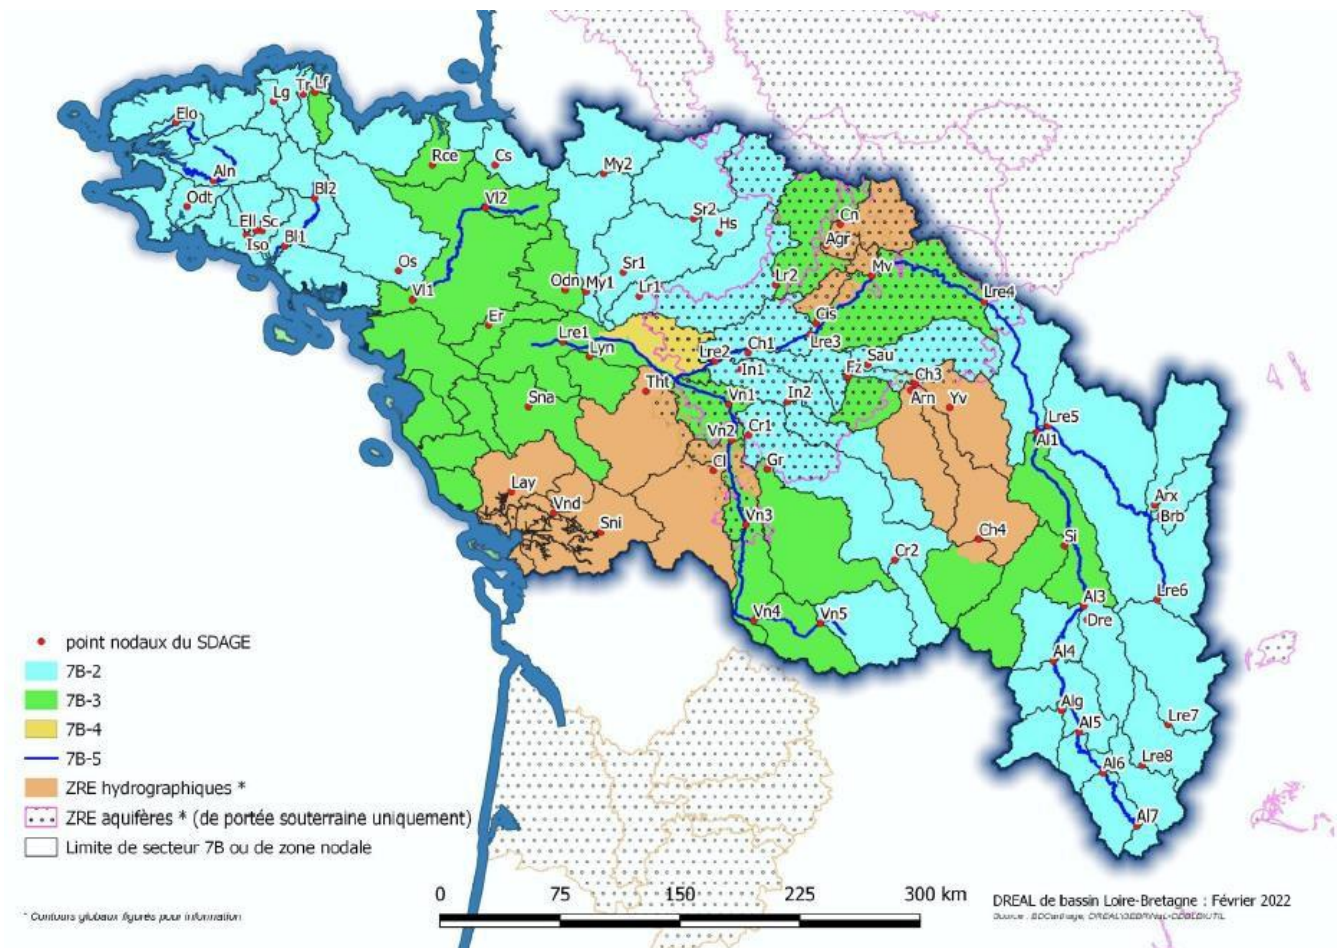 Lg
Tr
Lf
Elo
Rce
Cs
My2
Aln
Bl2
Odt
Vl2
Sr2
Hs
Cn
Ell
Sc
Iso
Bl1
Agr
Os
Sr1
Mv
Vl1
Odn
My1
Lr1
Lr2
Lre4
Er
Cis
Lre1
Lyn
Lre2
Ch1
Lre3
In1
Sau
Fz
Tht
Ch3
Sna
Vn1
In2
Arn
Yv
Vn2
Cr1
Lre5
Al1
Cl
Gr
Lay
Vnd
Sni
Vn3
Arx
Brb
Ch4
Si
Cr2
Lre6
Al3
Dre
Vn4
Vn5
Al4
Alg
Al5
Lre7
Al6
Lre8
Al7
point nodaux du SDAGE
7B-2
7B-3
7B-4
7B-5
ZRE hydrographiques *
ZRE aquifères * (de portée souterraine uniquement)
Limite de secteur 7B ou de zone nodale
0 75 150 225 300 km
* Contours globaux figurés pour information
DREAL de bassin Loire-Bretagne : Février 2022